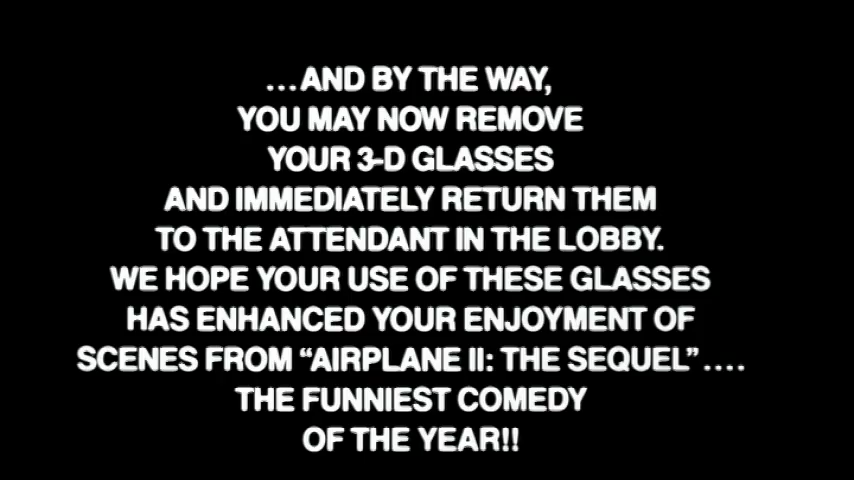 ...AND BY THE WAY,
YOU MAY NOW REMOVE
YOUR 3-D GLASSES
AND IMMEDIATELY RETURN THEM
TO THE ATTENDANT IN THE LOBBY.
WE HOPE YOUR USE OF THESE GLASSES
HAS ENHANCED YOUR ENJOYMENT OF
SCENES FROM “AIRPLANE II: THE SEQUEL”....
THE FUNNIEST COMEDY
OF THE YEAR!!